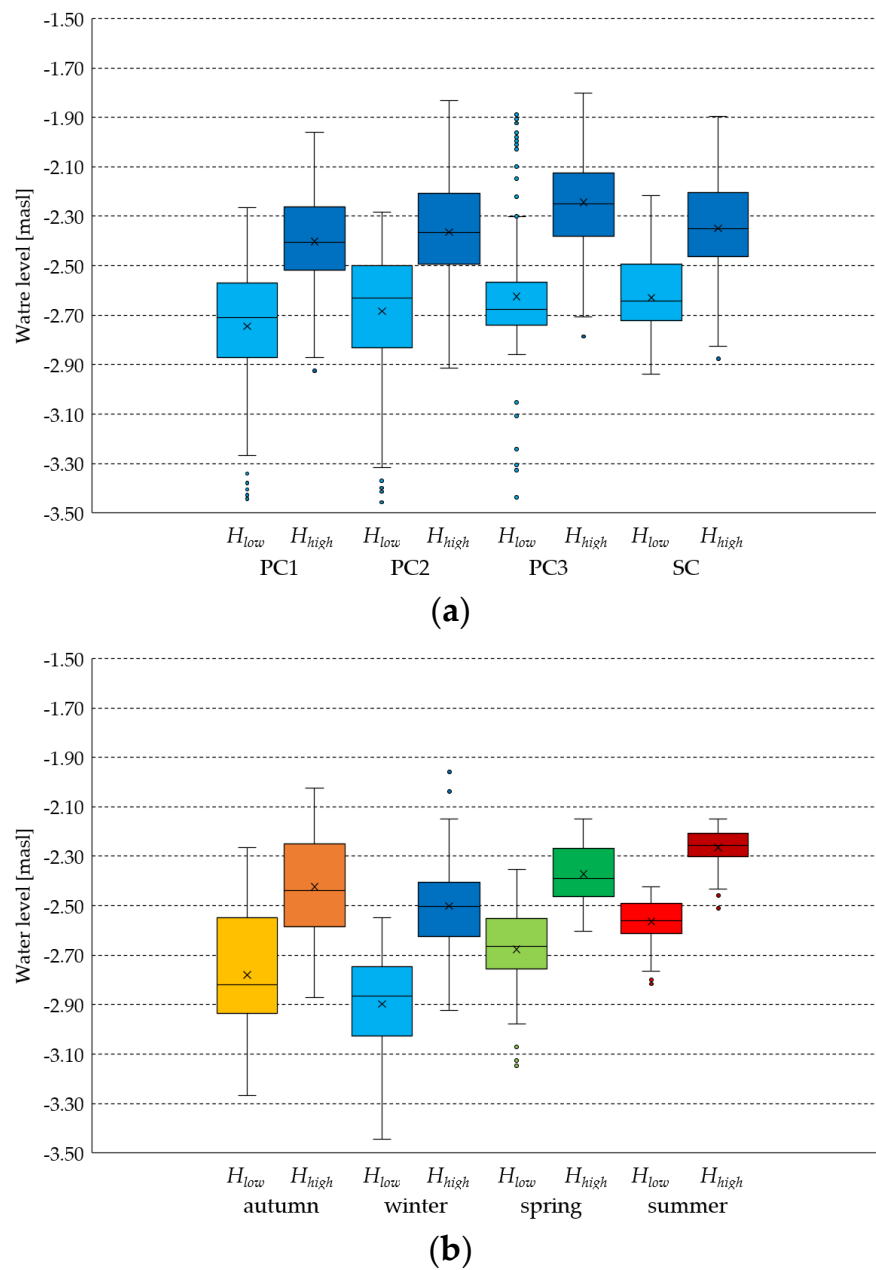 -1.50
-1.70
-1.90
-2.10
-2.30
-2.50
-2.70
-2.90
-3.10
-3.30
-3.50
Watre level [masl]
Hlow Hhigh Hlow Hhigh Hlow Hhigh Hlow Hhigh
PC1 PC2 PC3 SC
(a)
-1.50
-1.70
-1.90
-2.10
-2.30
-2.50
-2.70
-2.90
-3.10
-3.30
-3.50
Water level [masl]
Hlow Hhigh Hlow Hhigh Hlow Hhigh Hlow Hhigh
autumn winter spring summer
(b)